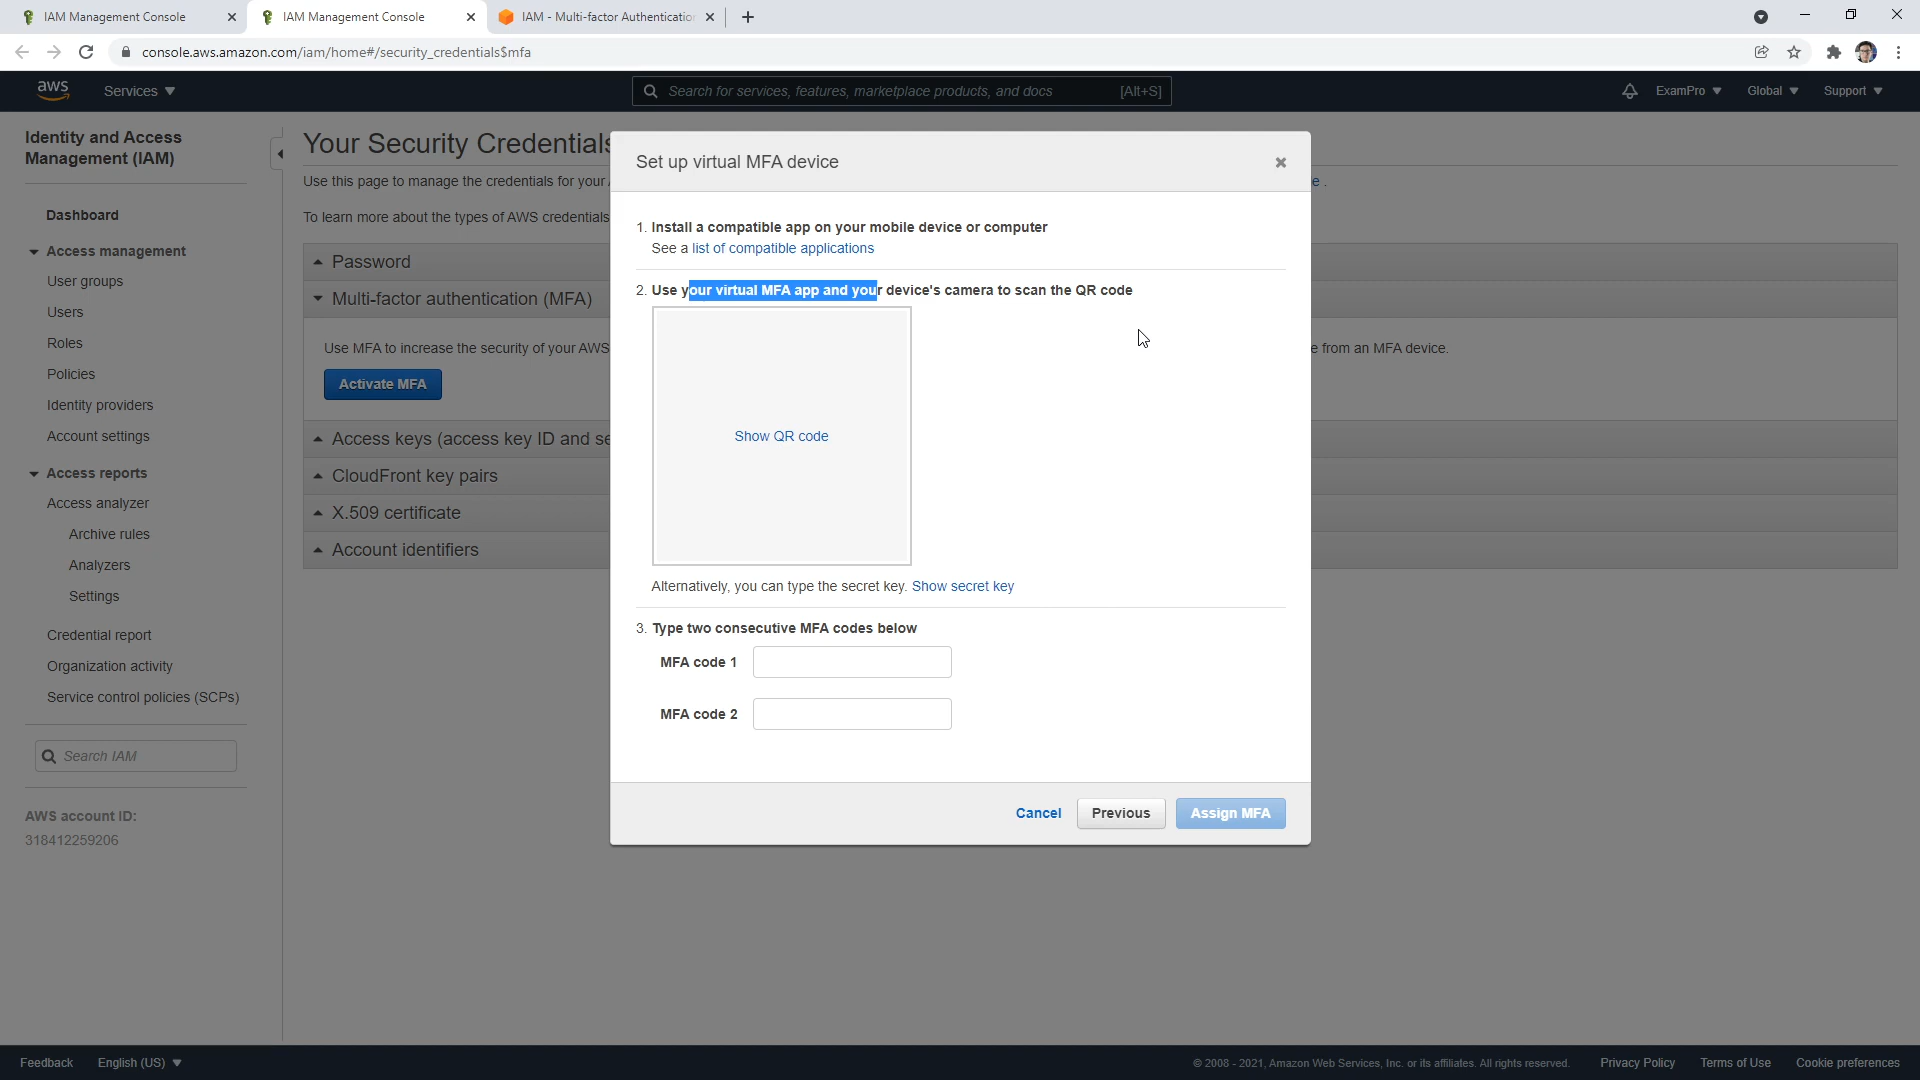 IAM Management Console
IAM Management Console
IAM - Multi-factor Authentication
console.aws.amazon.com/iam/home#/security_credentials$mfa
aws
Services
Search for services, features, marketplace products, and docs
[Alt+S]
ExamPro
Global
Support
Identity and Access
Management (IAM)
Dashboard
Access management
User groups
Users
Roles
Policies
Identity providers
Account settings
Access reports
Access analyzer
Archive rules
Analyzers
Settings
Credential report
Organization activity
Service control policies (SCPs)
Search IAM
AWS account ID:
318412259206
Your Security Credentials
Use this page to manage the credentials for your
e .
To learn more about the types of AWS credentials
Password
Multi-factor authentication (MFA)
Use MFA to increase the security of your AWS
e from an MFA device.
Activate MFA
Access keys (access key ID and se
CloudFront key pairs
X.509 certificate
Account identifiers
Set up virtual MFA device
1. Install a compatible app on your mobile device or computer
See a list of compatible applications
2. Use your virtual MFA app and your device's camera to scan the QR code
Show QR code
Alternatively, you can type the secret key. Show secret key
3. Type two consecutive MFA codes below
MFA code 1
MFA code 2
Cancel
Previous
Assign MFA
Feedback
English (US)
© 2008 - 2021, Amazon Web Services, Inc. or its affiliates. All rights reserved.
Privacy Policy
Terms of Use
Cookie preferences